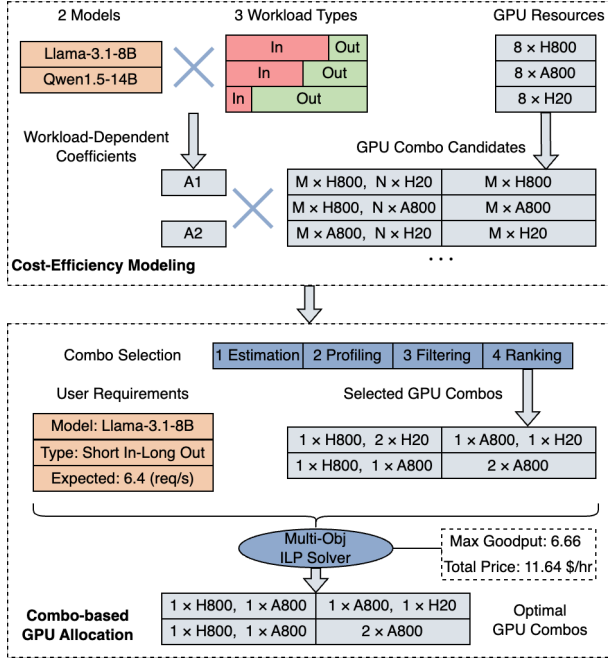 2 Models
3 Workload Types
GPU Resources
Llama-3.1-8B
Qwen1.5-14B
In Out
In Out
In Out
8 × H800
8 × A800
8 × H20
Workload-Dependent
Coefficients
GPU Combo Candidates
A1
A2
M × H800, N × H20 M × H800
M × H800, N × A800 M × A800
M × A800, N × H20 M × H20
...
Cost-Efficiency Modeling
Combo Selection
1 Estimation 2 Profiling 3 Filtering 4 Ranking
User Requirements
Selected GPU Combos
Model: Llama-3.1-8B
Type: Short In-Long Out
Expected: 6.4 (req/s)
1 × H800, 2 × H20 1 × A800, 1 × H20
1 × H800, 1 × A800 2 × A800
Multi-Obj
ILP Solver
Max Goodput: 6.66
Total Price: 11.64 $/hr
Combo-based
GPU Allocation
1 × H800, 1 × A800 1 × A800, 1 × H20
1 × H800, 1 × A800 2 × A800
Optimal
GPU Combos